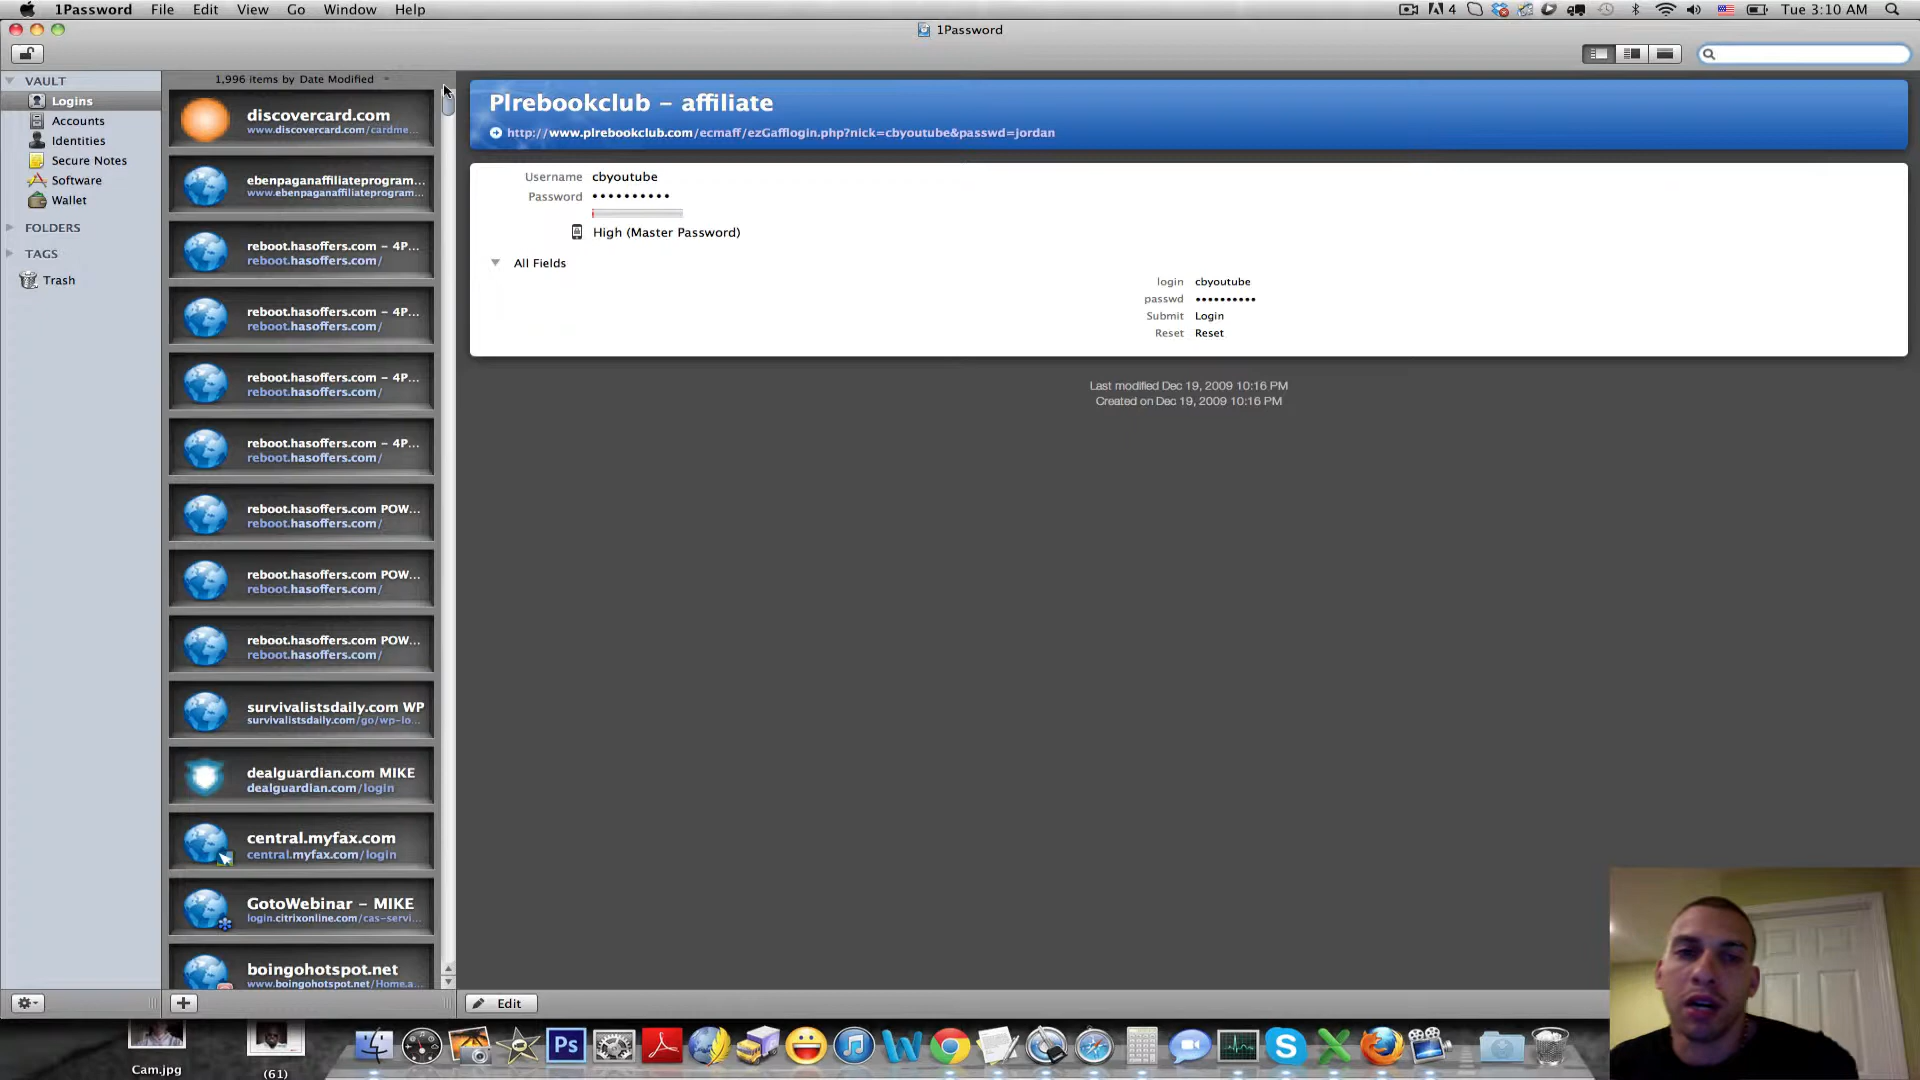 1Password File Edit View Go Window Help
4 Tue 3:10 AM
1Password
VAULT
Logins
Accounts
Identities
Secure Notes
Software
Wallet
FOLDERS
TAGS
Trash
1,996 items by Date Modified
discovercard.com
www.discovercard.com/cardme...
ebenpaganaffiliateprogram...
www.ebenpaganaffiliateprogram...
reboot.hasoffers.com – 4P...
reboot.hasoffers.com/
reboot.hasoffers.com – 4P...
reboot.hasoffers.com/
reboot.hasoffers.com – 4P...
reboot.hasoffers.com/
reboot.hasoffers.com – 4P...
reboot.hasoffers.com/
reboot.hasoffers.com POW...
reboot.hasoffers.com/
reboot.hasoffers.com POW...
reboot.hasoffers.com/
reboot.hasoffers.com POW...
reboot.hasoffers.com/
survivalistsdaily.com WP
survivalistsdaily.com/go/wp-lo...
dealguardian.com MIKE
dealguardian.com/login
central.myfax.com
central.myfax.com/login
GotoWebinar – MIKE
login.citrixonline.com/cas-servi...
boingohotspot.net
www.boingohotspot.net/Home.a...
Plrebookclub – affiliate
http://www.plrebookclub.com/ecmaff/ezGafflogin.php?nick=cbyoutube&passwd=jordan
Username cbyoutube
Password ••••••••••
High (Master Password)
All Fields
login cbyoutube
passwd ••••••••••
Submit Login
Reset Reset
Last modified Dec 19, 2009 10:16 PM
Created on Dec 19, 2009 10:16 PM
Edit
Ps
Cam.jpg
(61)